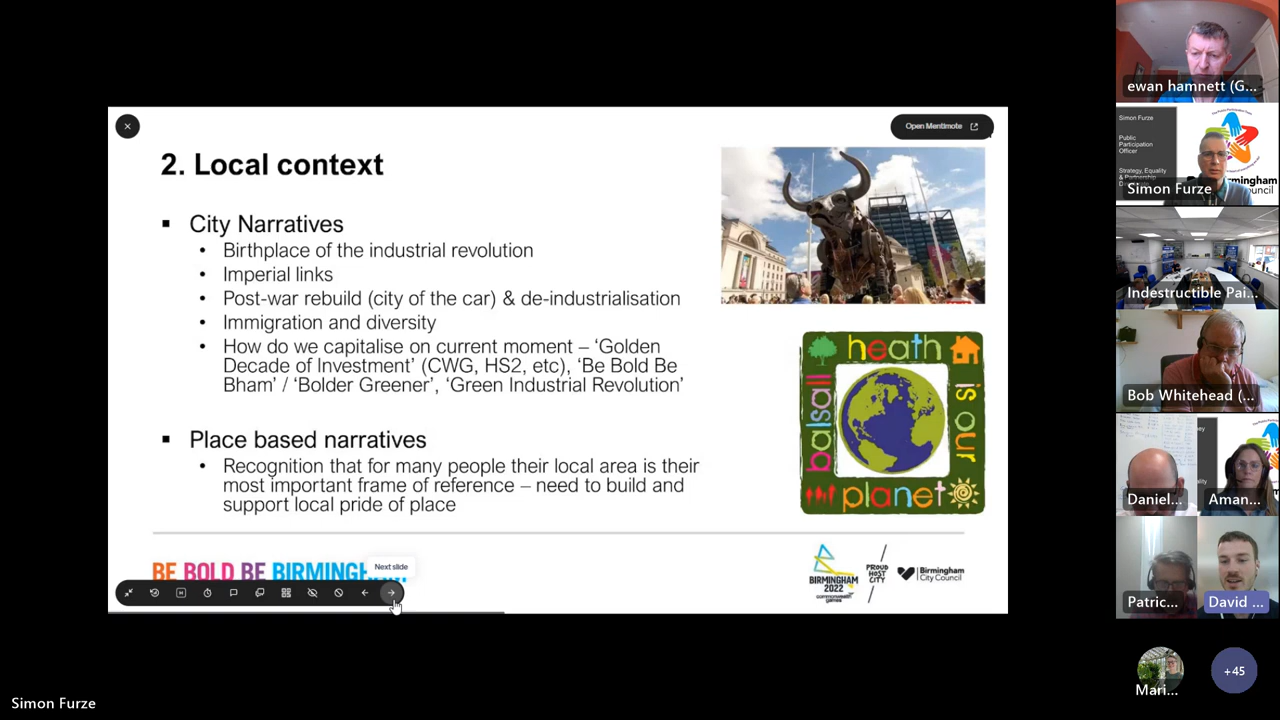 Open Mentimote
2. Local context
▪ City Narratives
• Birthplace of the industrial revolution
• Imperial links
• Post-war rebuild (city of the car) & de-industrialisation
• Immigration and diversity
• How do we capitalise on current moment – ‘Golden
Decade of Investment’ (CWG, HS2, etc), ‘Be Bold Be
Bham’ / ‘Bolder Greener’, ‘Green Industrial Revolution’
▪ Place based narratives
• Recognition that for many people their local area is their
most important frame of reference – need to build and
support local pride of place
balsall
heath
is our
planet
BE BOLD BE BIRMINGHAM
Next slide
BIRMINGHAM
2022
commonwealth
games
PROUD
HOST
CITY
Birmingham
City Council
ewan hamnett (G...
Simon Furze
Public
Participation
Officer
Strategy, Equality
& Partnership
Simon Furze
Indestructible Pai...
Bob Whitehead (...
Daniel...
Aman...
Patric...
David ...
Mari...
+45
Simon Furze